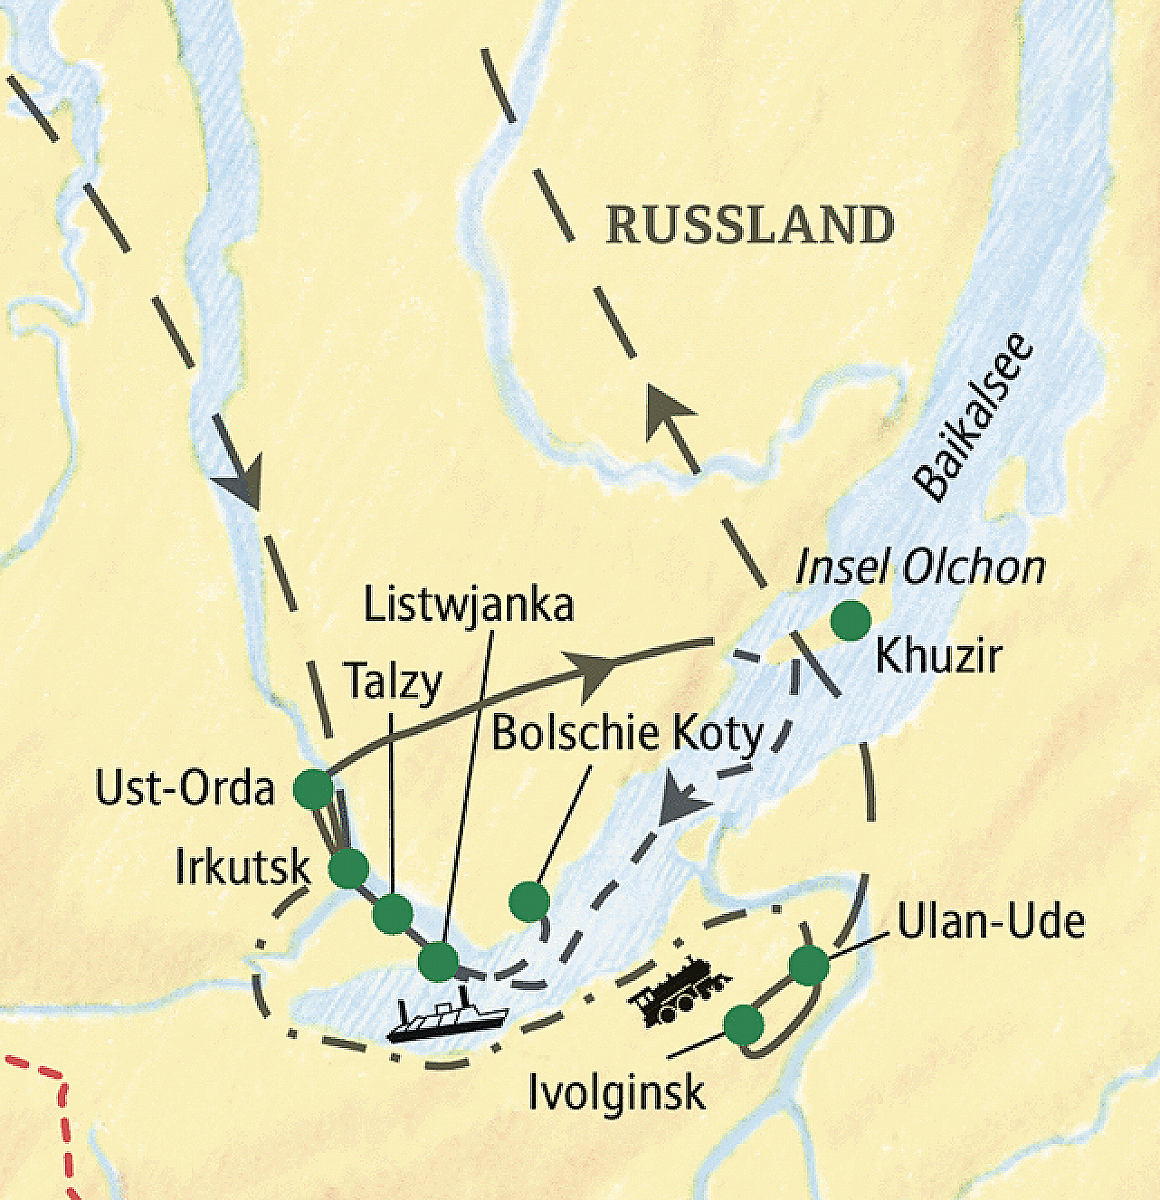 RUSSLAND
Baikalsee
Insel Olchon
Listwjanka
Khuzir
Talzy
Bolschie Koty
Ust-Orda
Irkutsk
Ulan-Ude
Ivolginsk